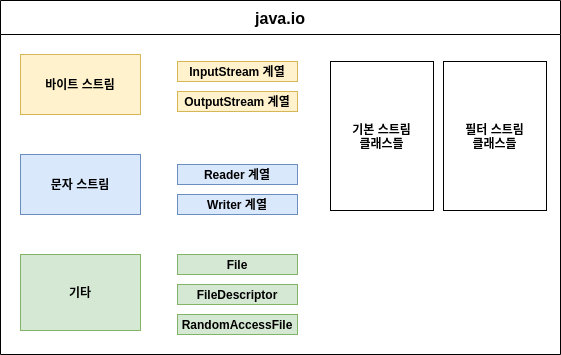 java.io
바이트 스트림
InputStream 계열
OutputStream 계열
문자 스트림
Reader 계열
Writer 계열
기본 스트림
클래스들
필터 스트림
클래스들
기타
File
FileDescriptor
RandomAccessFile